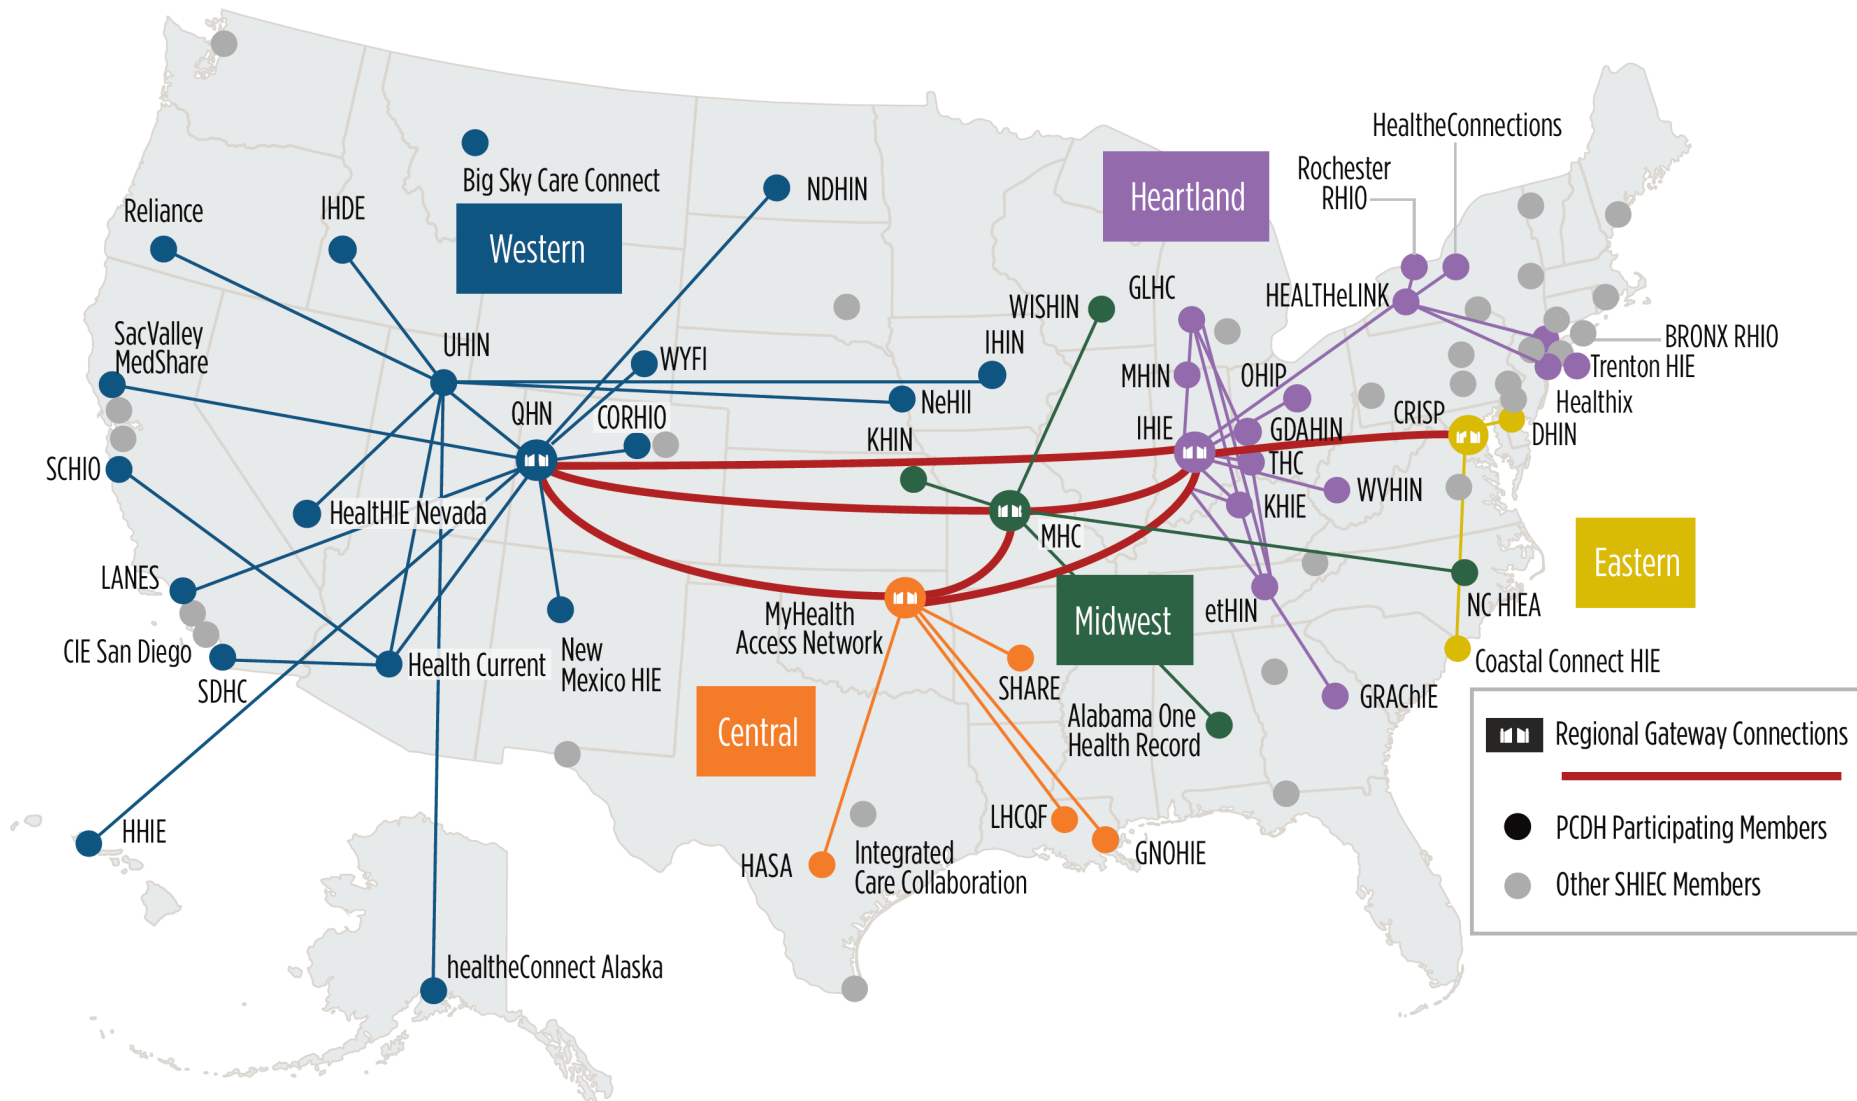 HealtheConnections
Rochester
RHIO
Big Sky Care Connect
NDHIN
Heartland
Reliance
IHDE
Western
WISHIN
GLHC
HEALTHeLINK
SacValley
MedShare
UHIN
WYFI
IHIN
MHIN
OHIP
BRONX RHIO
Trenton HIE
Healthix
QHN
CORHIO
NeHII
KHIN
IHIE
GDAHIN
CRISP
DHIN
SCHIO
THC
WVHIN
HealtHIE Nevada
KHIE
MHC
Eastern
LANES
MyHealth
Access Network
Midwest
etHIN
NC HIEA
CIE San Diego
SDHC
Health Current
New
Mexico HIE
SHARE
Coastal Connect HIE
GRAChIE
Central
Alabama One
Health Record
Regional Gateway Connections
HHIE
LHCQF
GNOHIE
PCDH Participating Members
HASA
Integrated
Care Collaboration
Other SHIEC Members
healtheConnect Alaska